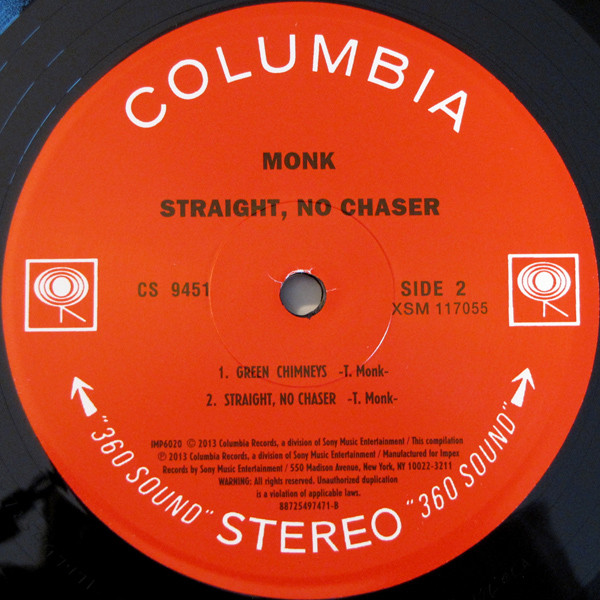 COLUMBIA
MONK
STRAIGHT, NO CHASER
CS 9451
SIDE 2
XSM 117055
1. GREEN CHIMNEYS -T. Monk-
2. STRAIGHT, NO CHASER -T. Monk-
IMP6020 © 2013 Columbia Records, a division of Sony Music Entertainment / This compilation
℗ 2013 Columbia Records, a division of Sony Music Entertainment / Manufactured for Impex
Records by Sony Music Entertainment / 550 Madison Avenue, New York, NY 10022-3211
WARNING: All rights reserved. Unauthorized duplication
is a violation of applicable laws.
88725497471-B
"360 SOUND" STEREO "360 SOUND"